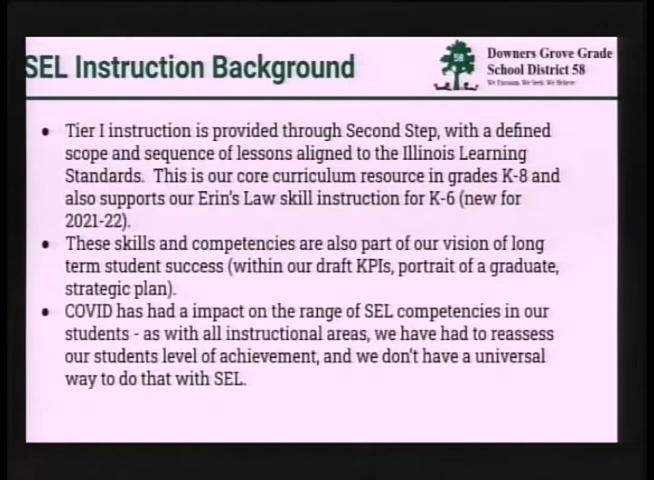 SEL Instruction Background
58
Downers Grove Grade
School District 58
• Tier I instruction is provided through Second Step, with a defined
scope and sequence of lessons aligned to the Illinois Learning
Standards. This is our core curriculum resource in grades K-8 and
also supports our Erin's Law skill instruction for K-6 (new for
2021-22).
• These skills and competencies are also part of our vision of long
term student success (within our draft KPIs, portrait of a graduate,
strategic plan).
• COVID has had a impact on the range of SEL competencies in our
students - as with all instructional areas, we have had to reassess
our students level of achievement, and we don't have a universal
way to do that with SEL.